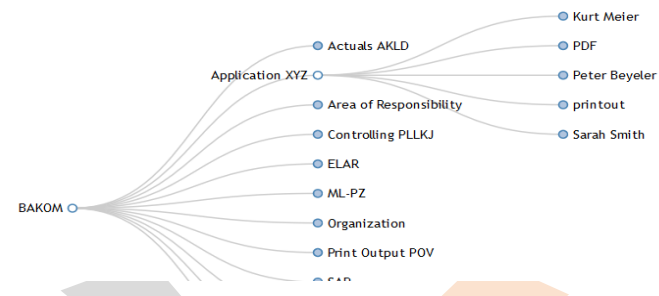 Kurt Meier
Actuals AKLD
PDF
Application XYZ
Peter Beyeler
Area of Responsibility
printout
Controlling PLLKJ
Sarah Smith
ELAR
ML-PZ
BAKOM
Organization
Print Output POV